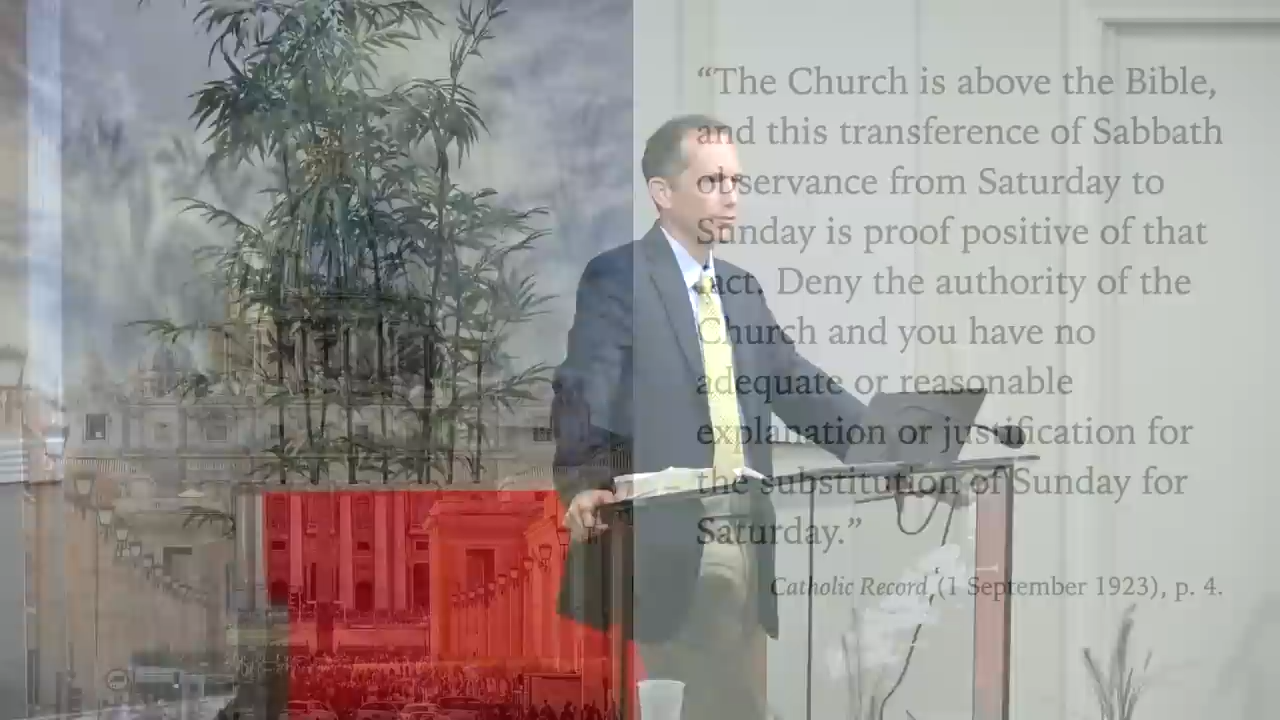 “The Church is above the Bible,
and this transference of Sabbath
observance from Saturday to
Sunday is proof positive of that
fact. Deny the authority of the
Church and you have no
adequate or reasonable
explanation or justification for
the substitution of Sunday for
Saturday.”
Catholic Record (1 September 1923), p. 4.